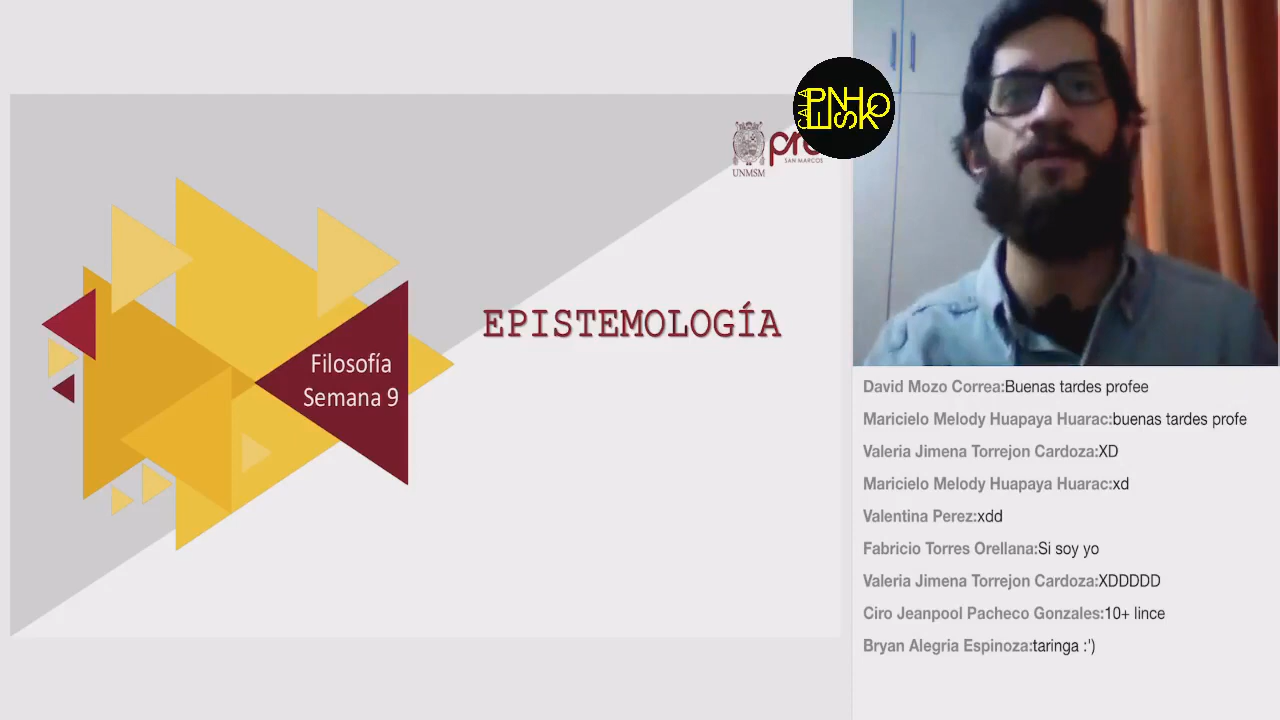 UNMSM
SAN MARCOS
EPISTEMOLOGÍA
Filosofía
Semana 9
David Mozo Correa:Buenas tardes profee
Maricielo Melody Huapaya Huarac:buenas tardes profe
Valeria Jimena Torrejon Cardoza:XD
Maricielo Melody Huapaya Huarac:xd
Valentina Perez:xdd
Fabricio Torres Orellana:Si soy yo
Valeria Jimena Torrejon Cardoza:XDDDDD
Ciro Jeanpool Pacheco Gonzales:10+ lince
Bryan Alegria Espinoza:taringa :')